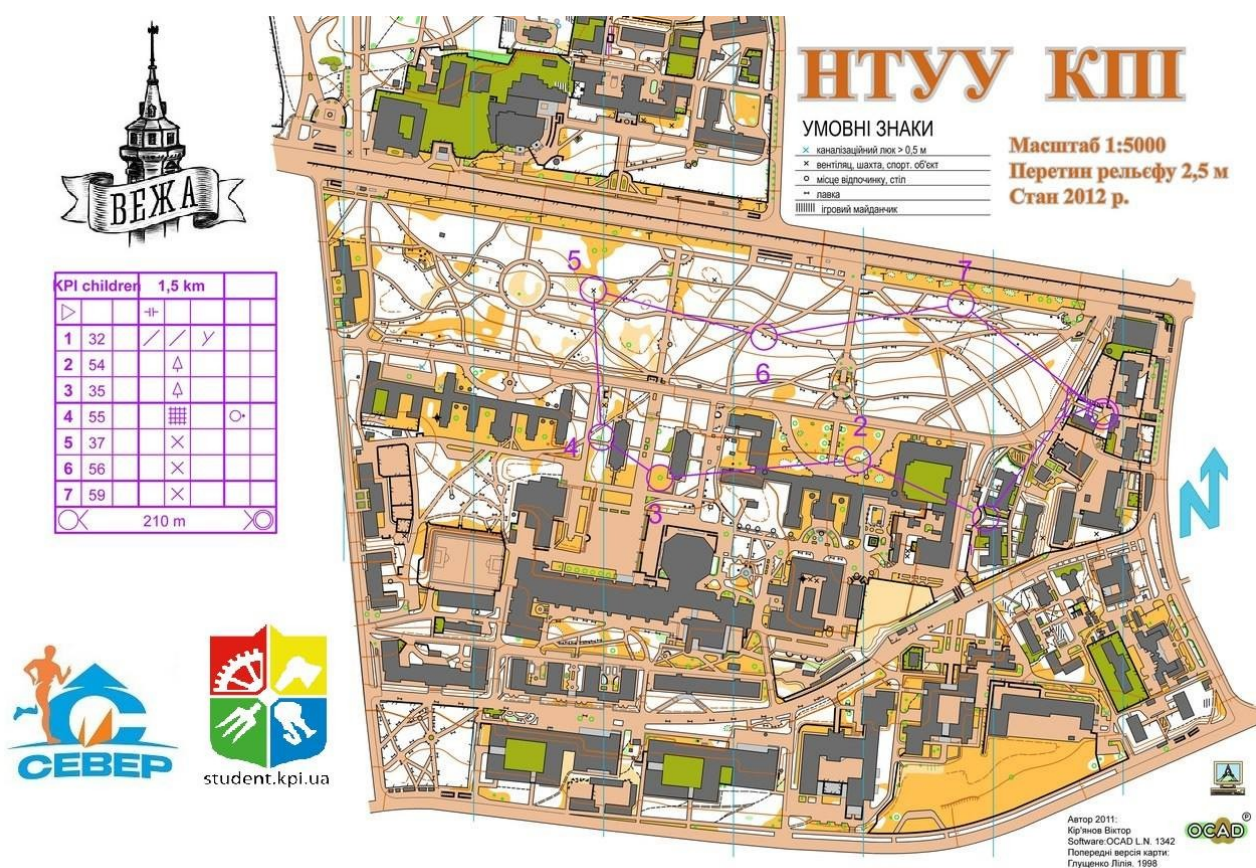 НТУУ КПІ
УМОВНІ ЗНАКИ
каналізаційний люк > 0,5 м
вентиляц, шахта, спорт. об'єкт
місце відпочинку, стіл
лавка
ігровий майданчик
Масштаб 1:5000
Перетин рельєфу 2,5 м
Стан 2012 р.
ВЕЖА
KPI children 1,5 km
1 32
2 54
3 35
4 55
5 37
6 56
7 59
210 m
5
7
6
2
4
3
1
N
СЕВЕР
student.kpi.ua
Автор 2011:
Кір'янов Віктор
Software:OCAD L.N. 1342
Попередні версія карти:
Глущенко Лілія, 1998
OCAD